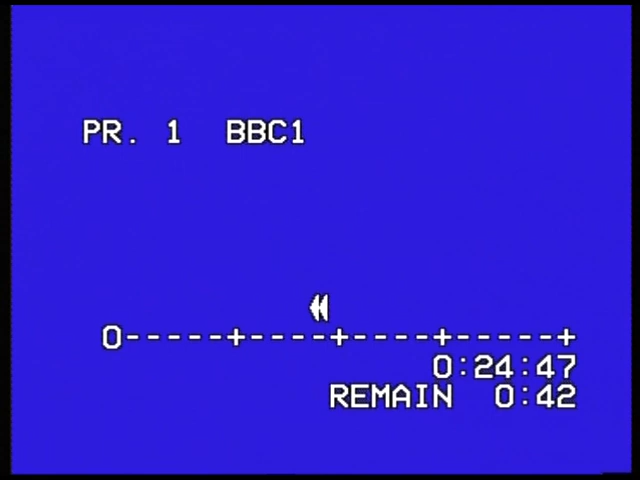 PR. 1 BBC1
0-----+----+----+-----+
0:24:47
REMAIN 0:42